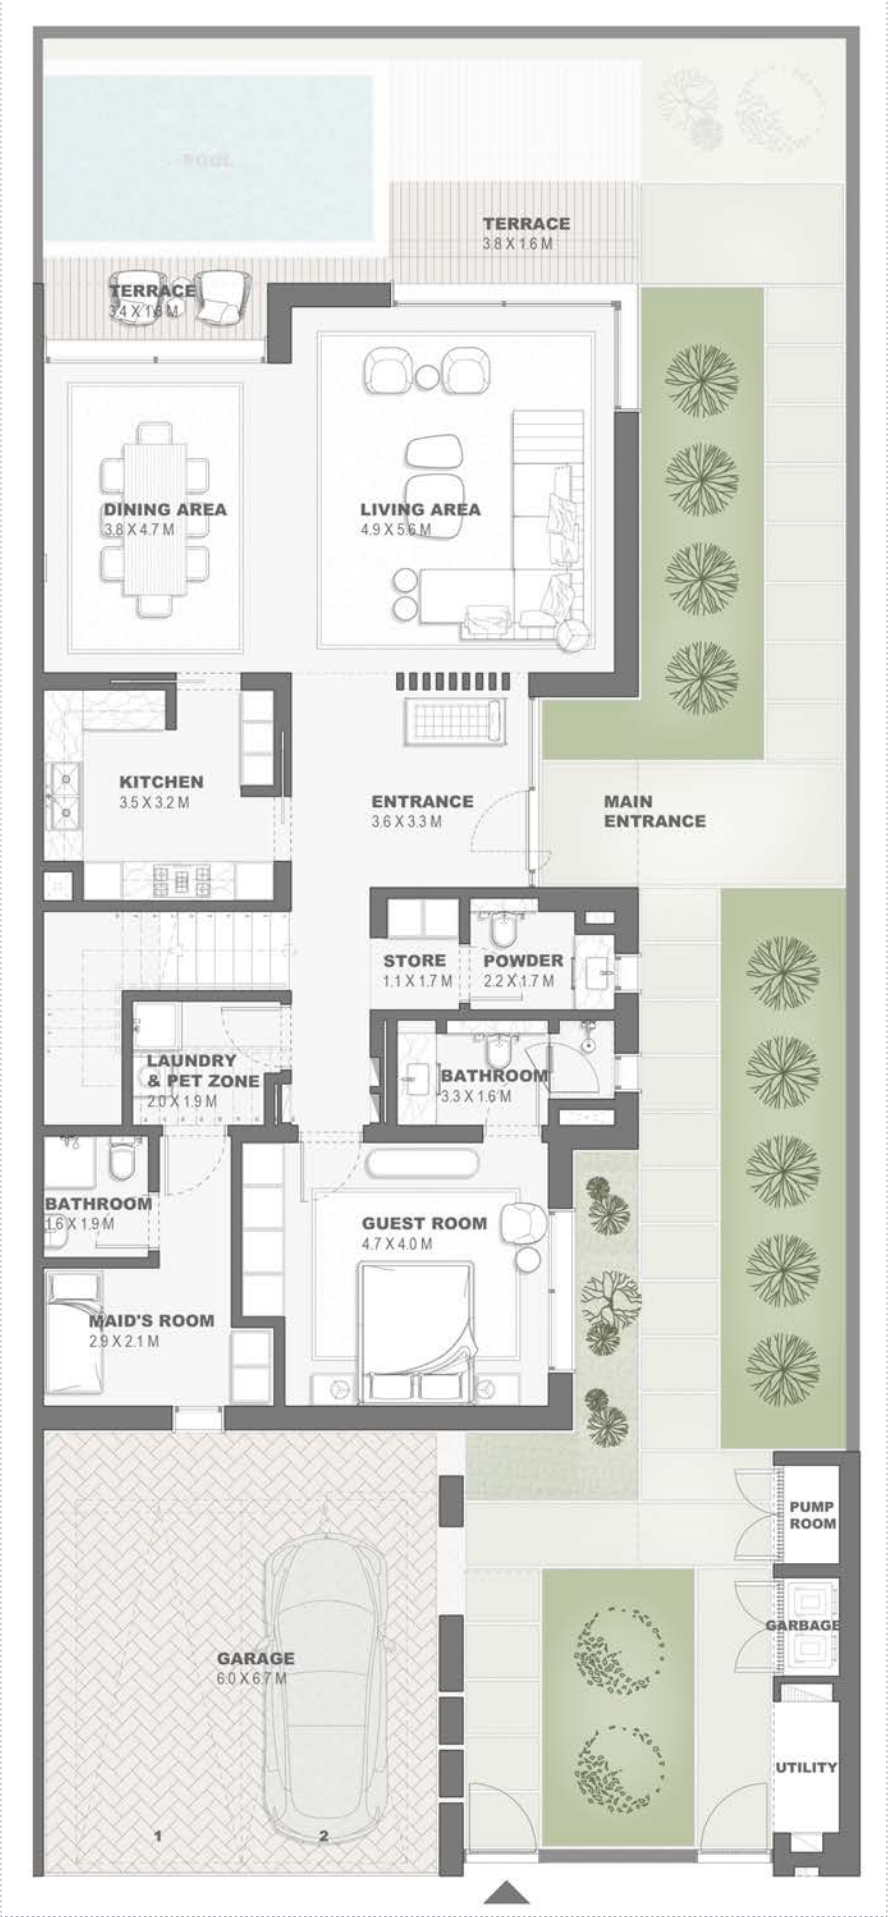 POOL
TERRACE
3.8 X 1.6 M
TERRACE
3.4 X 1.6 M
DINING AREA
3.8 X 4.7 M
LIVING AREA
4.9 X 5.6 M
KITCHEN
3.5 X 3.2 M
ENTRANCE
3.6 X 3.3 M
MAIN
ENTRANCE
STORE
1.1 X 1.7 M
POWDER
2.2 X 1.7 M
LAUNDRY
& PET ZONE
2.0 X 1.9 M
BATHROOM
3.3 X 1.6 M
BATHROOM
1.6 X 1.9 M
GUEST ROOM
4.7 X 4.0 M
MAID'S ROOM
2.9 X 2.1 M
PUMP
ROOM
GARBAGE
GARAGE
6.0 X 6.7 M
UTILITY
1
2